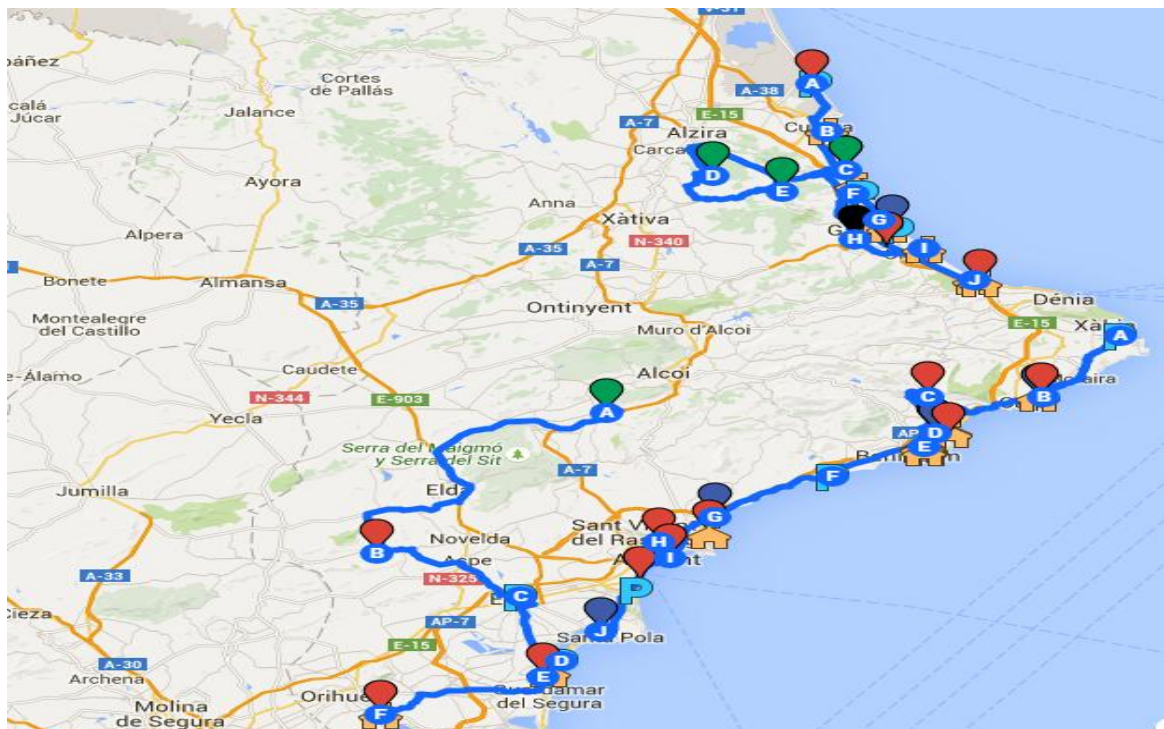 V-31
báñez
Cortes
de Pallás
A
A-38
calá
Júcar
Jalance
E-15
A-7
Alzira
B
Carca
C
D
E
Ayora
F
Anna
Xàtiva
G
Alpera
A-35
N-340
H
I
A-7
J
Bonete
Almansa
A-35
Dénia
Ontinyent
Montealegre
del Castillo
Muro d'Alcoi
E-15
A
Caudete
Alcoi
e-Álamo
N-344
E-903
C
B
Yecla
A
AP
D
Serra del Maigmó
y Serra del Sit
E
A-7
F
Jumilla
Elda
G
Sant V
del Ras
Novelda
H
B
Aspe
I
A-33
N-325
C
P
Cieza
AP-7
J
Santa Pola
E-15
D
A-30
E
Archena
Orihue
Guardamar
del Segura
Molina
de Segura
F